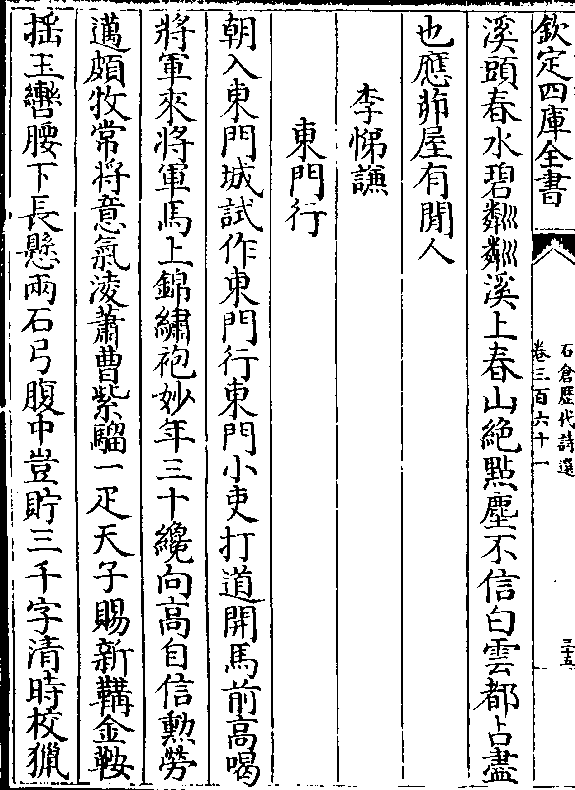 欽定四庫全書
石倉歷代詩選
卷三百六十一
三十五
溪頭春水碧粼粼溪上春山絶點塵不信白雲都占盡
也應茆屋有閒人
李悌謙
東門行
朝入東門城試作東門行東門小吏打道開馬前高喝
將軍來將軍馬上錦繡袍妙年三十纔向高自信勲勞
邁頗牧常將意氣淩蕭曹紫騮一疋天子賜新鞲金鞍
揺玉轡腰下長懸兩石弓腹中豈貯三千字清時校獵